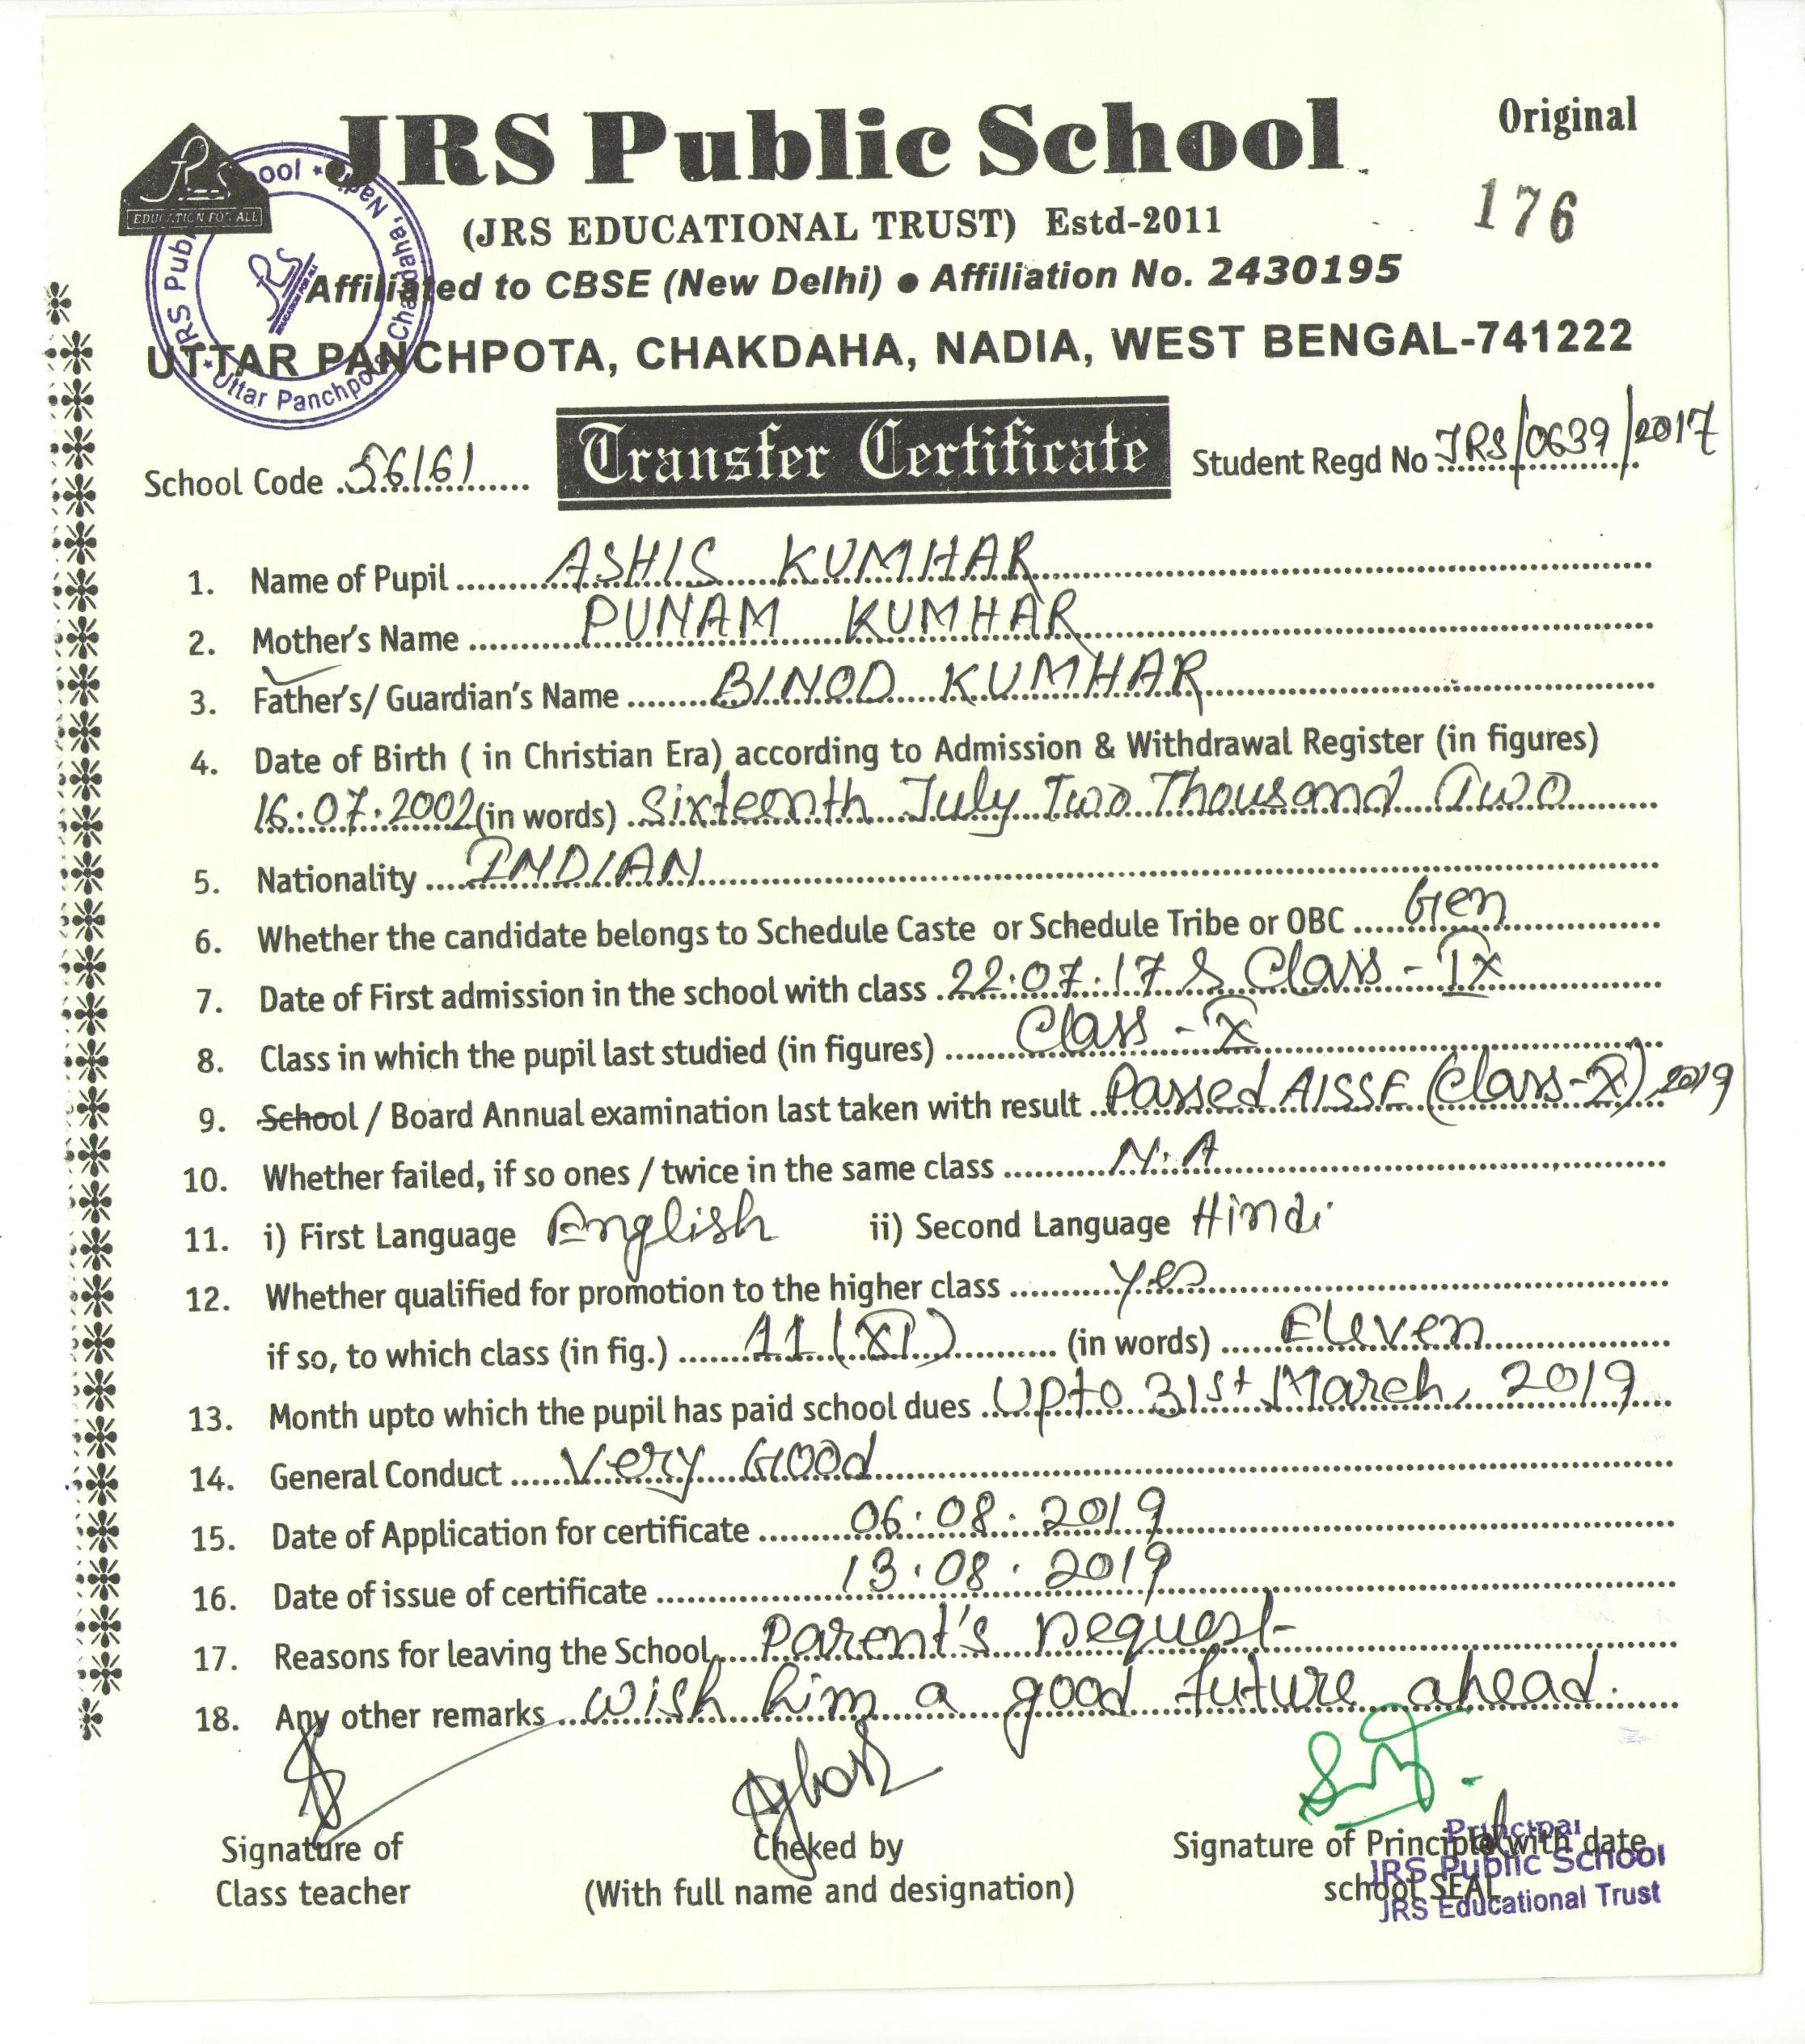 JRS Public School
Original
176
JRS
EDUCATION FOR ALL
(JRS EDUCATIONAL TRUST) Estd-2011
Affiliated to CBSE (New Delhi) ● Affiliation No. 2430195
UTTAR PANCHPOTA, CHAKDAHA, NADIA, WEST BENGAL-741222
School Code 56161
Transfer Certificate
Student Regd No JRS/0639/2017
1. Name of Pupil ASHIS KUMHAR
2. Mother's Name PUNAM KUMHAR
3. Father's/ Guardian's Name BINOD KUMHAR
4. Date of Birth ( in Christian Era) according to Admission & Withdrawal Register (in figures)
16.07.2002 (in words) Sixteenth July Two Thousand Two
5. Nationality INDIAN
6. Whether the candidate belongs to Schedule Caste or Schedule Tribe or OBC Gen
7. Date of First admission in the school with class 22.07.17 & Class - IX
8. Class in which the pupil last studied (in figures) Class - X
9. School / Board Annual examination last taken with result Passed AISSE (Class-X), 2019
10. Whether failed, if so ones / twice in the same class N.A
11. i) First Language English ii) Second Language Hindi
12. Whether qualified for promotion to the higher class yes
if so, to which class (in fig.) 11 (XI) (in words) Eleven
13. Month upto which the pupil has paid school dues Upto 31st March, 2019
14. General Conduct Very Good
15. Date of Application for certificate 06.08.2019
16. Date of issue of certificate 13.08.2019
17. Reasons for leaving the School Parent's request
18. Any other remarks wish him a good future ahead.
Signature of
Class teacher
Cheked by
(With full name and designation)
Signature of Principle with date
school SEAL
Principal
JRS Public School
JRS Educational Trust